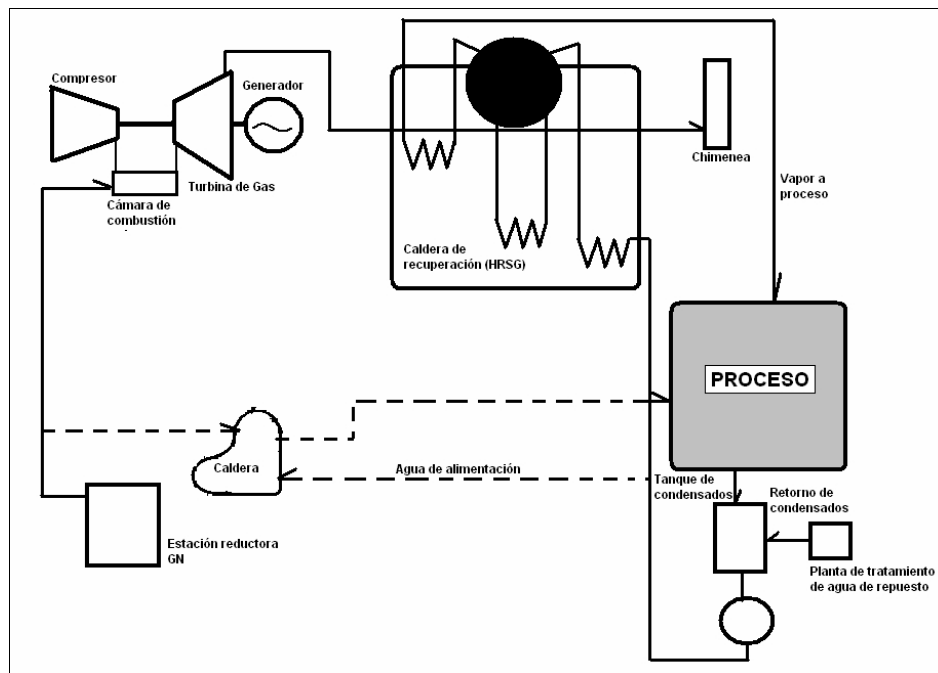 Compresor
Generador
Turbina de Gas
Cámara de
combustión
Chimenea
Vapor a
proceso
Caldera de
recuperación (HRSG)
PROCESO
Caldera
Agua de alimentación
Tanque de
condensados
Retorno de
condensados
Estación reductora
GN
Planta de tratamiento
de agua de repuesto